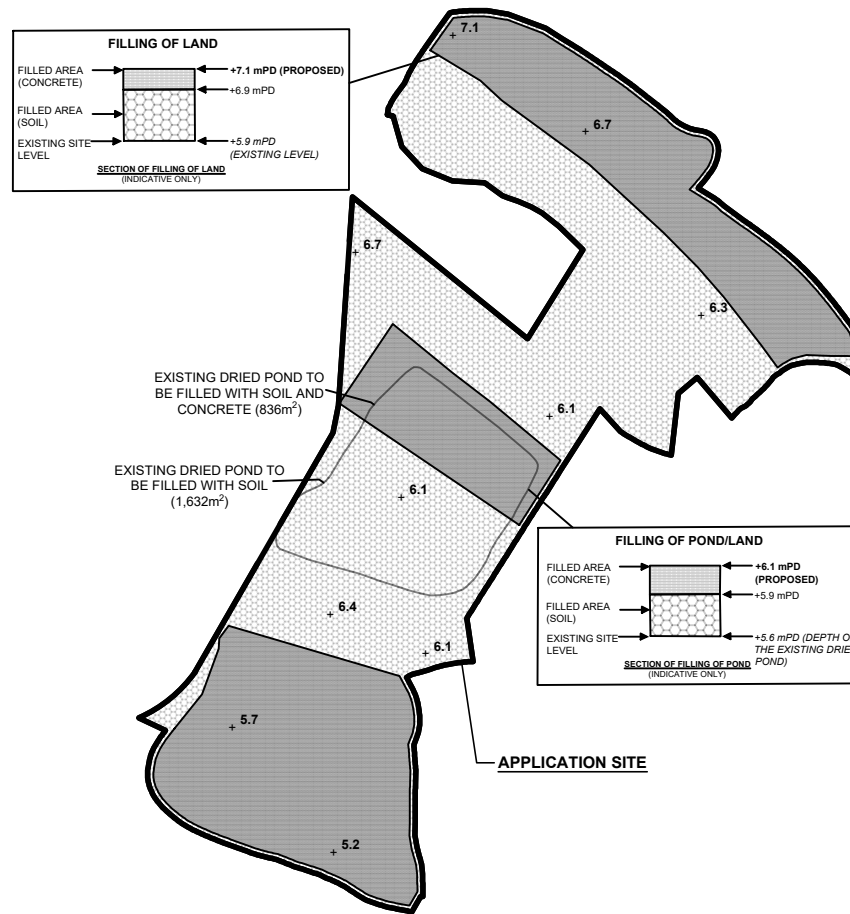 FILLING OF LAND
FILLED AREA
(CONCRETE)
+7.1 mPD (PROPOSED)
+6.9 mPD
FILLED AREA
(SOIL)
EXISTING SITE
LEVEL
+5.9 mPD
(EXISTING LEVEL)
SECTION OF FILLING OF LAND
(INDICATIVE ONLY)
7.1
6.7
6.7
6.3
EXISTING DRIED POND TO
BE FILLED WITH SOIL AND
CONCRETE (836m²)
6.1
EXISTING DRIED POND TO
BE FILLED WITH SOIL
(1,632m²)
6.1
FILLING OF POND/LAND
FILLED AREA
(CONCRETE)
+6.1 mPD
(PROPOSED)
+5.9 mPD
FILLED AREA
(SOIL)
EXISTING SITE
LEVEL
+5.6 mPD (DEPTH O
THE EXISTING DRIE
POND)
SECTION OF FILLING OF POND
(INDICATIVE ONLY)
6.4
6.1
5.7
APPLICATION SITE
5.2